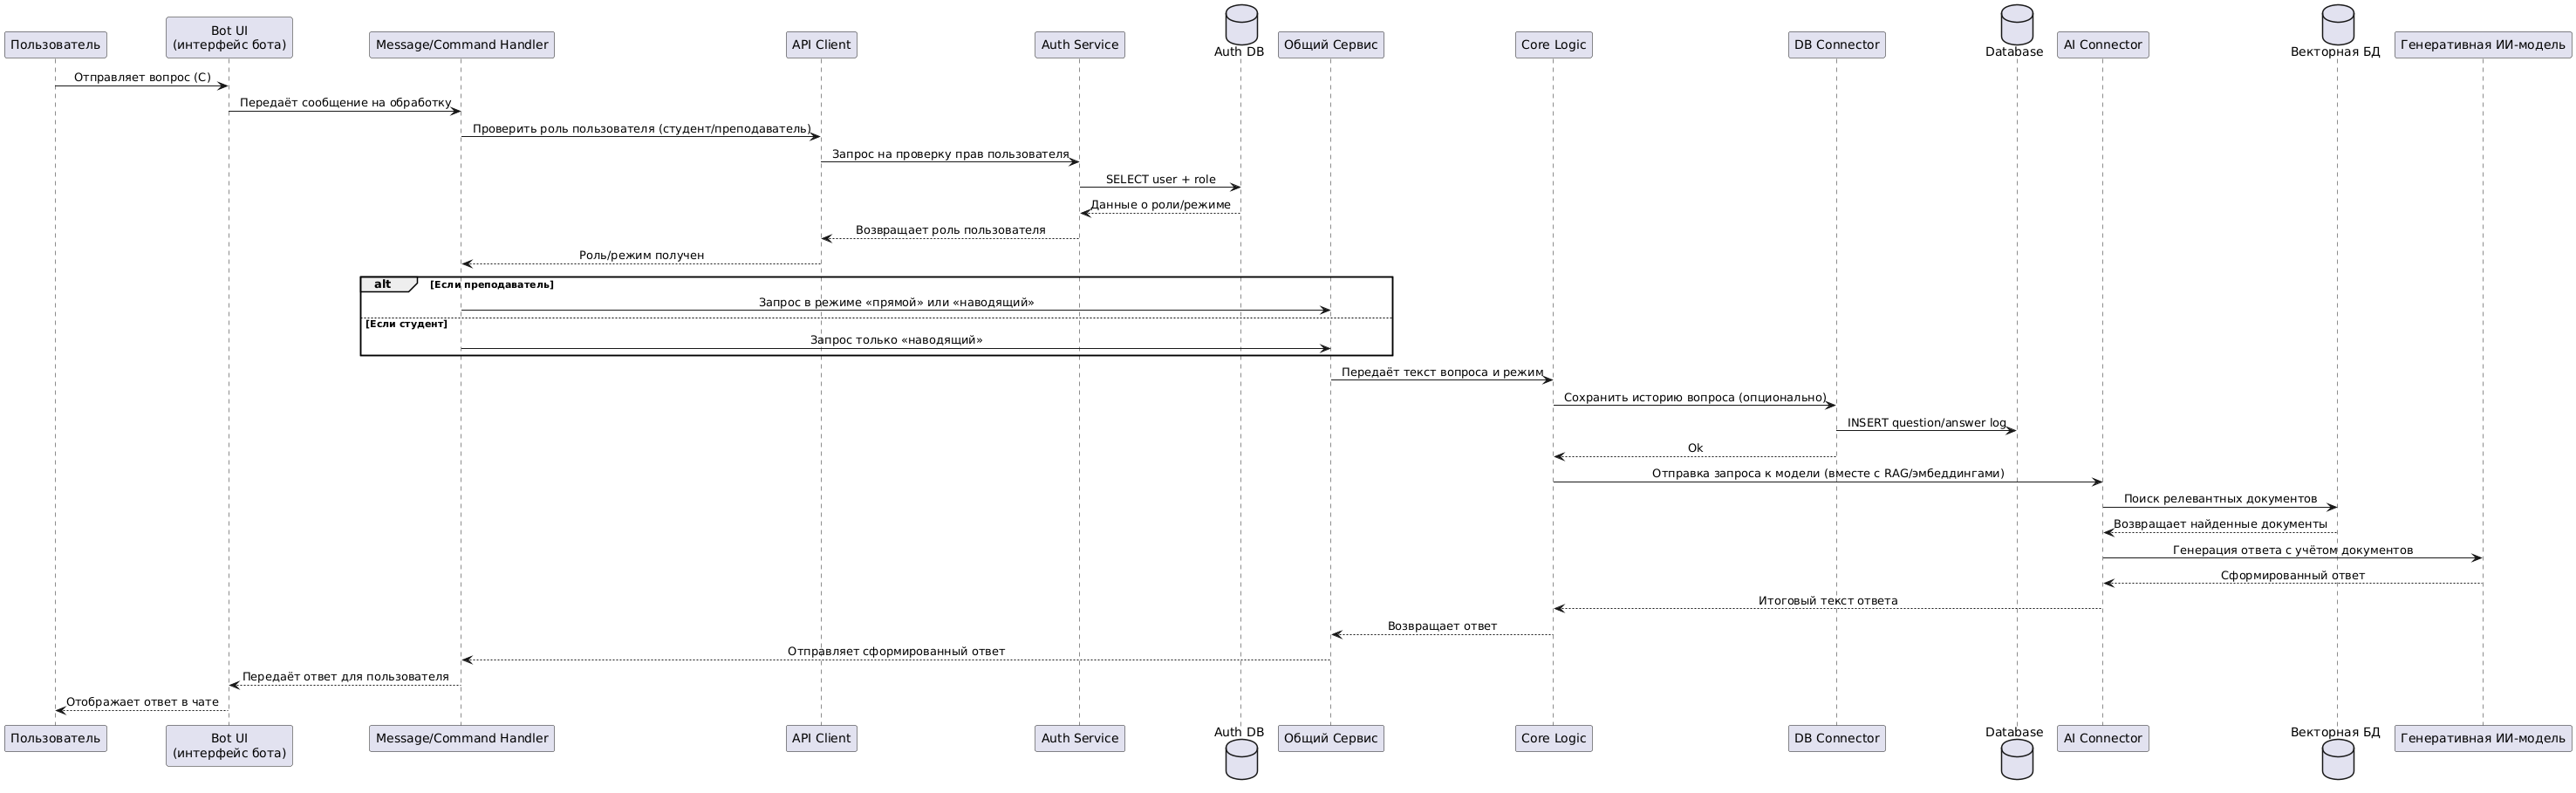 Пользователь
Bot UI
(интерфейс бота)
Message/Command Handler
API Client
Auth Service
Auth DB
Общий Сервис
Core Logic
DB Connector
Database
AI Connector
Векторная БД
Генеративная ИИ-модель
Отправляет вопрос (C)
Передаёт сообщение на обработку
Проверить роль пользователя (студент/преподаватель)
Запрос на проверку прав пользователя
SELECT user + role
Данные о роли/режиме
Возвращает роль пользователя
Роль/режим получен
alt
[Если преподаватель]
Запрос в режиме «прямой» или «наводящий»
[Если студент]
Запрос только «наводящий»
Передаёт текст вопроса и режим
Сохранить историю вопроса (опционально)
INSERT question/answer log
Ok
Отправка запроса к модели (вместе с RAG/эмбеддингами)
Поиск релевантных документов
Возвращает найденные документы
Генерация ответа с учётом документов
Сформированный ответ
Итоговый текст ответа
Возвращает ответ
Отправляет сформированный ответ
Передаёт ответ для пользователя
Отображает ответ в чате
Пользователь
Bot UI
(интерфейс бота)
Message/Command Handler
API Client
Auth Service
Auth DB
Общий Сервис
Core Logic
DB Connector
Database
AI Connector
Векторная БД
Генеративная ИИ-модель